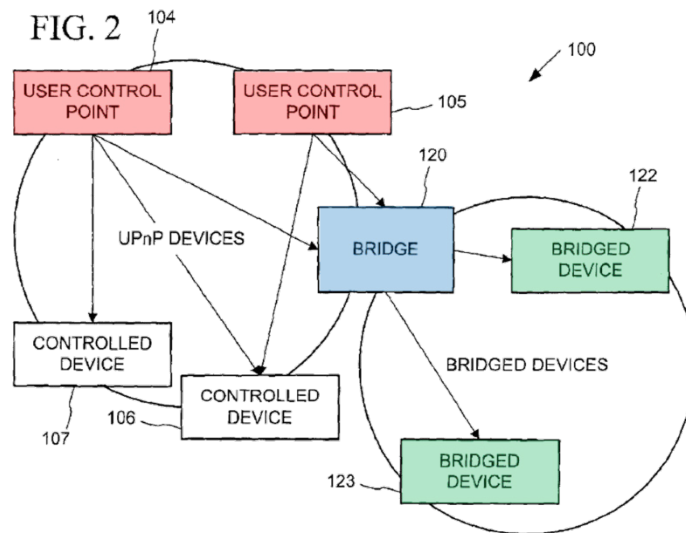 FIG. 2
104
100
USER CONTROL
POINT
USER CONTROL
POINT
105
120
122
UPnP DEVICES
BRIDGE
BRIDGED
DEVICE
CONTROLLED
DEVICE
BRIDGED DEVICES
107
106
CONTROLLED
DEVICE
BRIDGED
DEVICE
123